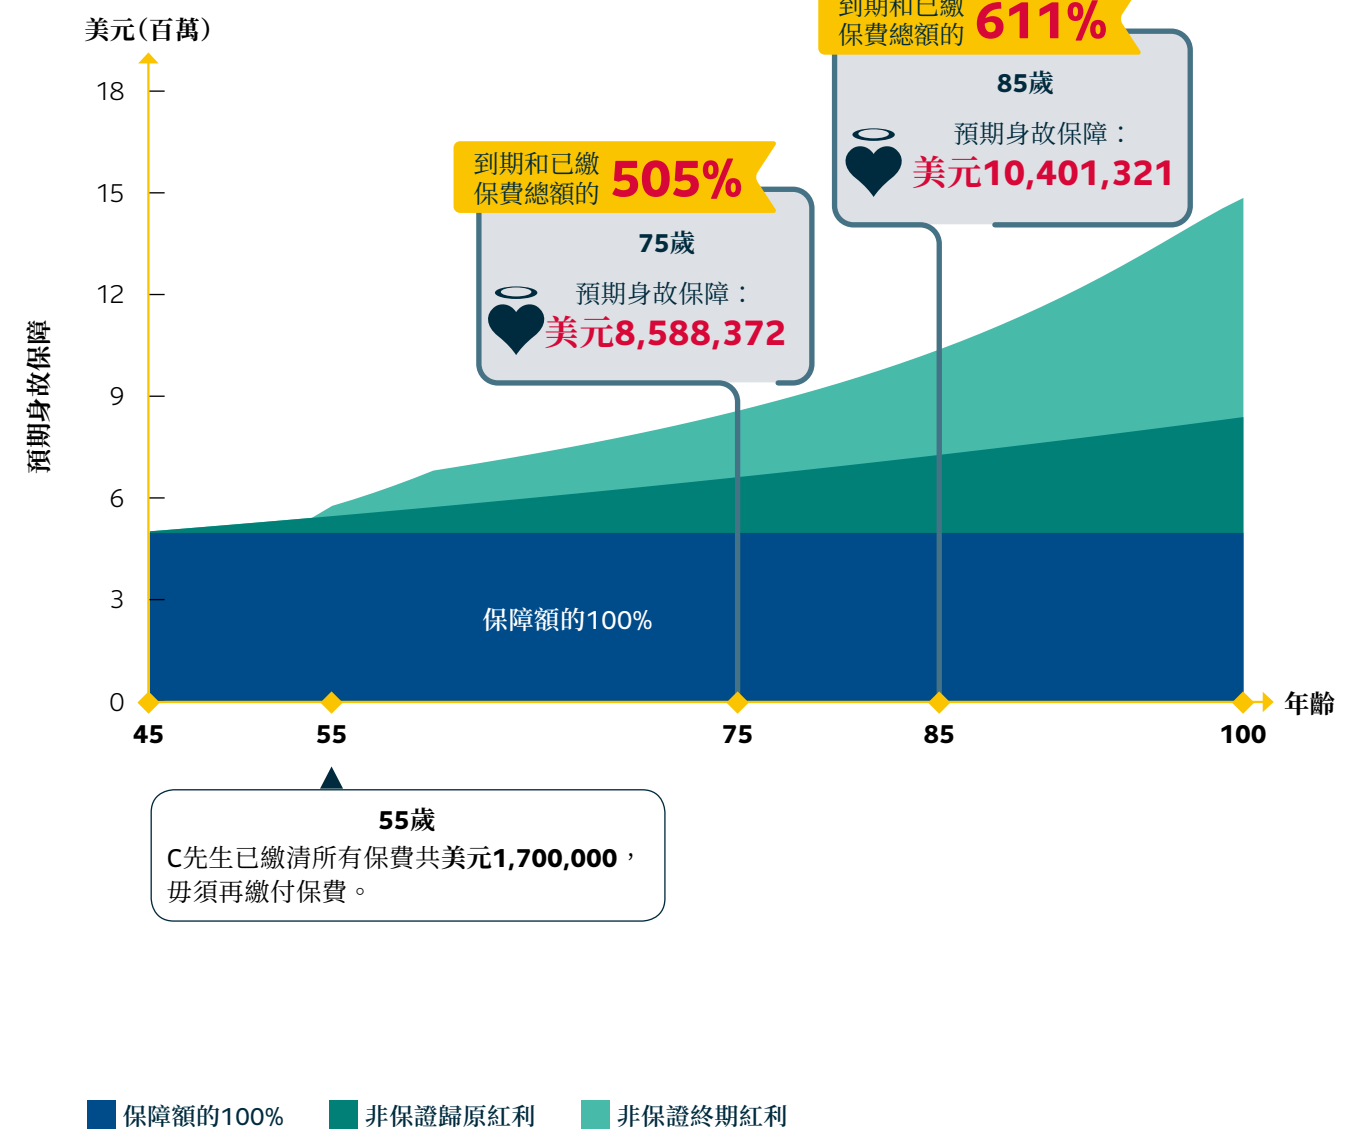 美元(百萬)
到期和已繳
保費總額的 611%
85歲
預期身故保障：
美元10,401,321
到期和已繳
保費總額的 505%
75歲
預期身故保障：
美元8,588,372
預期身故保障
18
15
12
9
6
3
0
保障額的100%
45 55 75 85 100 年齡
55歲
C先生已繳清所有保費共美元1,700,000，
毋須再繳付保費。
保障額的100% 非保證歸原紅利 非保證終期紅利